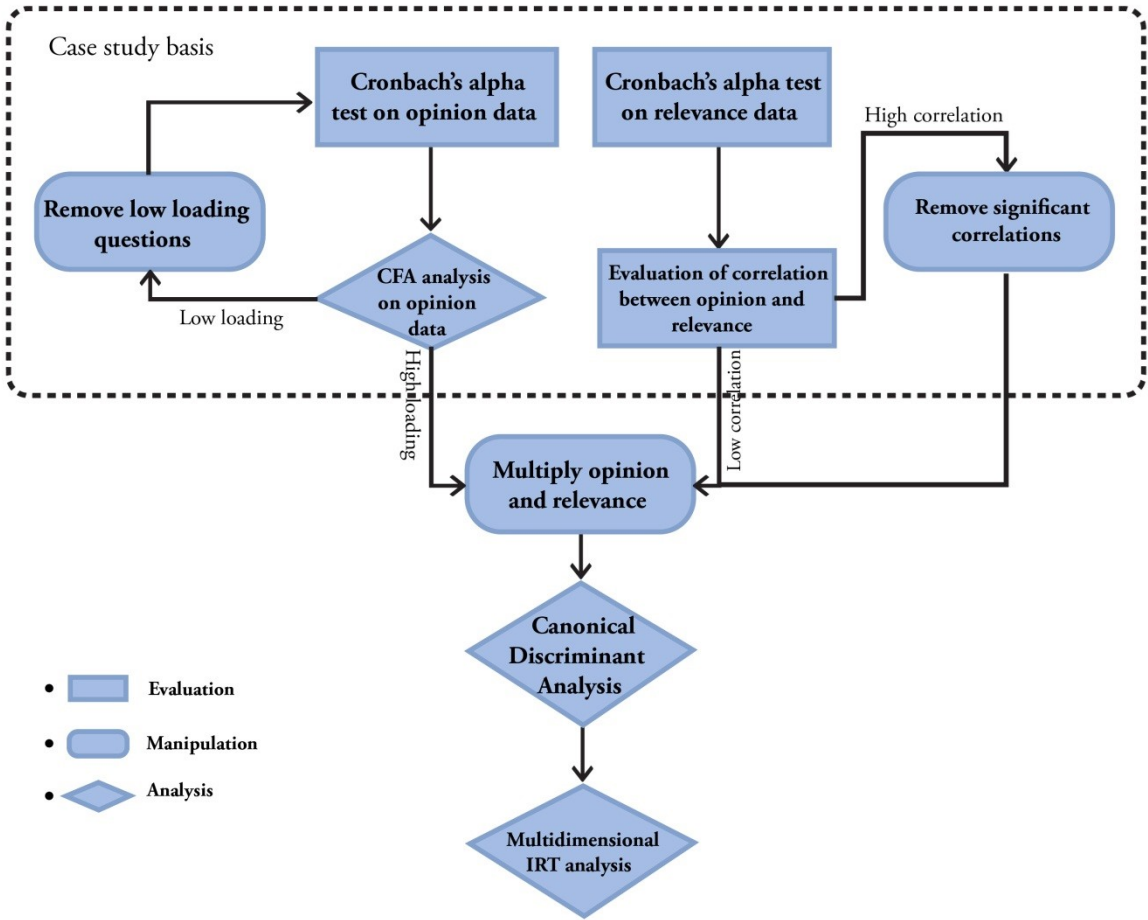 Case study basis
Cronbach's alpha
test on opinion data
Cronbach's alpha
test on relevance data
High correlation
Remove low loading
questions
Remove significant
correlations
CFA analysis
on opinion
data
Evaluation of correlation
between opinion and
relevance
Low loading
High loading
Low correlation
Multiply opinion
and relevance
Canonical
Discriminant
Analysis
Evaluation
Manipulation
Analysis
Multidimensional
IRT analysis